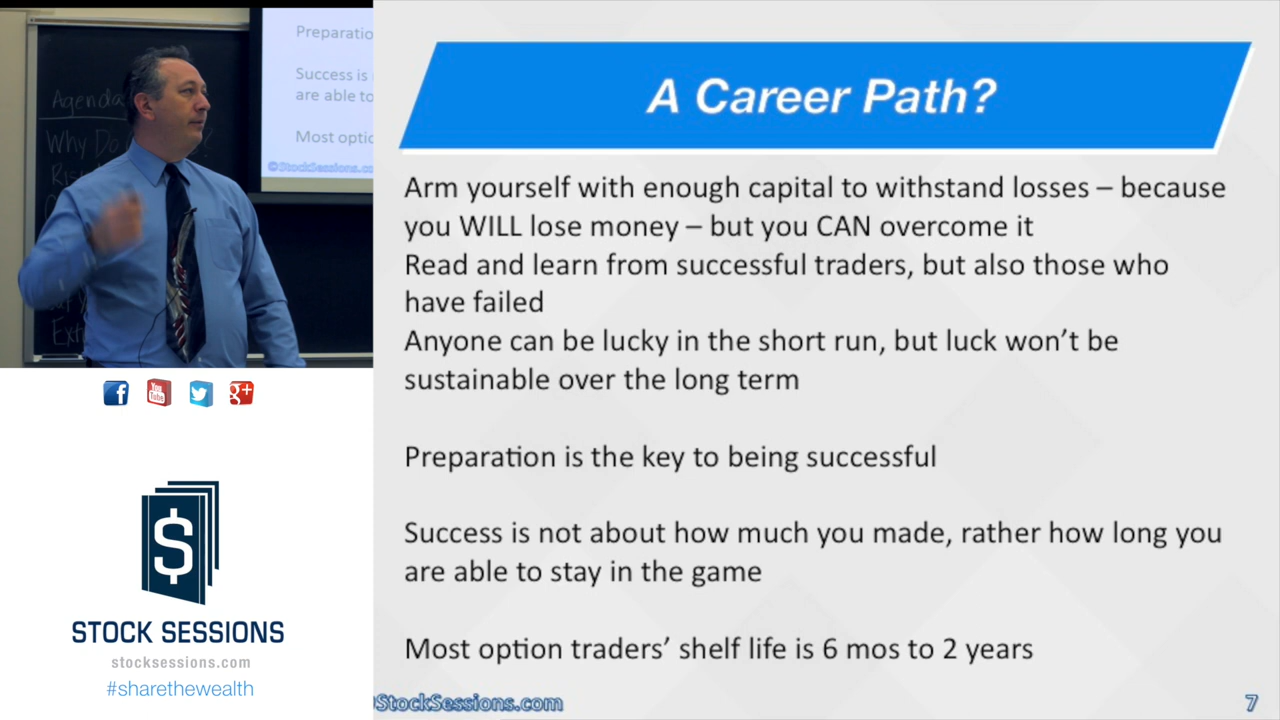 Preparatio
Success is
are able to
Most optic
©StockSessions.co
Agenda
Why Do
?
A Career Path?
Arm yourself with enough capital to withstand losses – because
you WILL lose money – but you CAN overcome it
Read and learn from successful traders, but also those who
have failed
Anyone can be lucky in the short run, but luck won’t be
sustainable over the long term
Preparation is the key to being successful
Success is not about how much you made, rather how long you
are able to stay in the game
Most option traders’ shelf life is 6 mos to 2 years
StockSessions.com
7
f
You
Tube
g+
$
STOCK SESSIONS
stocksessions.com
#sharethewealth